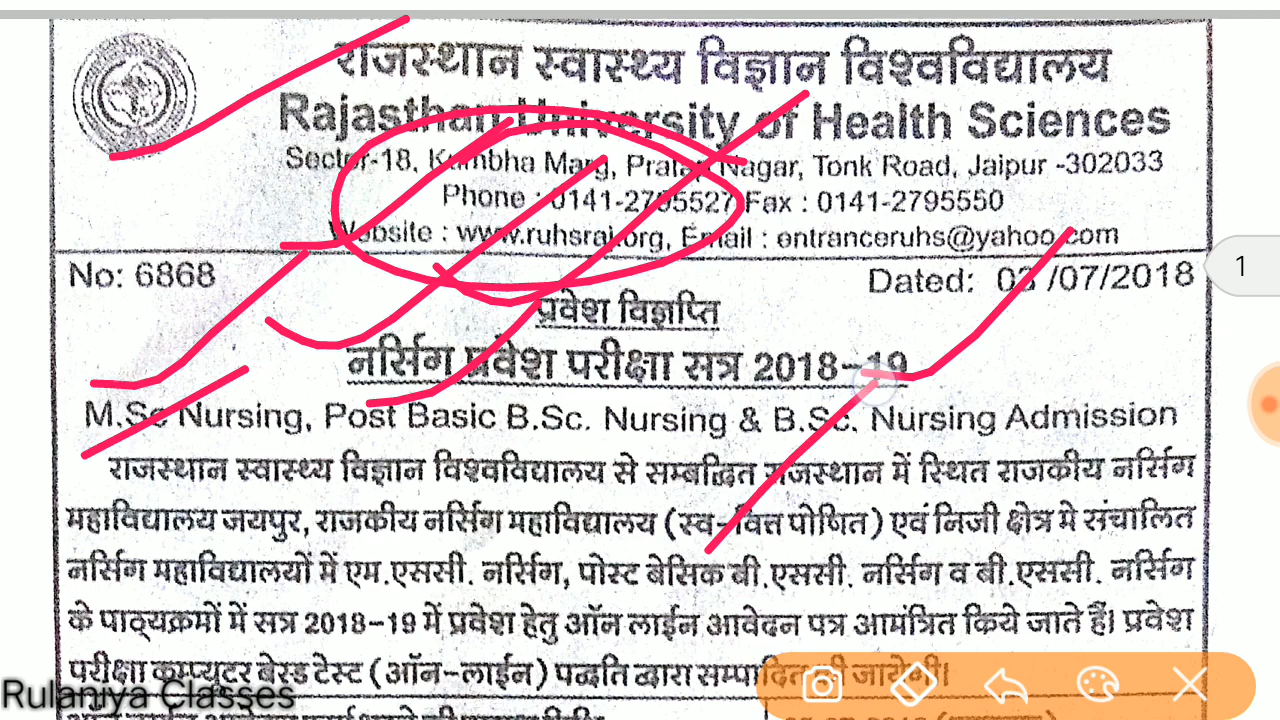 राजस्थान स्वास्थ्य विज्ञान विश्वविद्यालय
Rajasthan University of Health Sciences
Sector-18, Kumbha Marg, Pratap Nagar, Tonk Road, Jaipur -302033
Phone : 0141-2795527 Fax : 0141-2795550
Website : www.ruhsraj.org, Email : entranceruhs@yahoo.com
No: 6868 Dated: 03/07/2018
1
प्रवेश विज्ञप्ति
नर्सिग प्रवेश परीक्षा सत्र 2018-19
M.Sc Nursing, Post Basic B.Sc. Nursing & B.Sc. Nursing Admission
राजस्थान स्वास्थ्य विज्ञान विश्वविद्यालय से सम्बद्धित राजस्थान में स्थित राजकीय नर्सिग
महाविद्यालय जयपुर, राजकीय नर्सिग महाविद्यालय (स्व-वित्त पोषित) एवं निजी क्षेत्र मे संचालित
नर्सिग महाविद्यालयों में एम.एससी. नर्सिग, पोस्ट बेसिक बी.एससी. नर्सिग व बी.एससी. नर्सिग
के पाठ्यक्रमों में सत्र 2018-19 में प्रवेश हेतु ऑन लाईन आवेदन पत्र आमंत्रित किये जाते हैं। प्रवेश
परीक्षा कम्प्यूटर बेस्ड टेस्ट (ऑन-लाईन) पद्धति द्वारा सम्पादित की जायेगी।
Rulaniya Classes